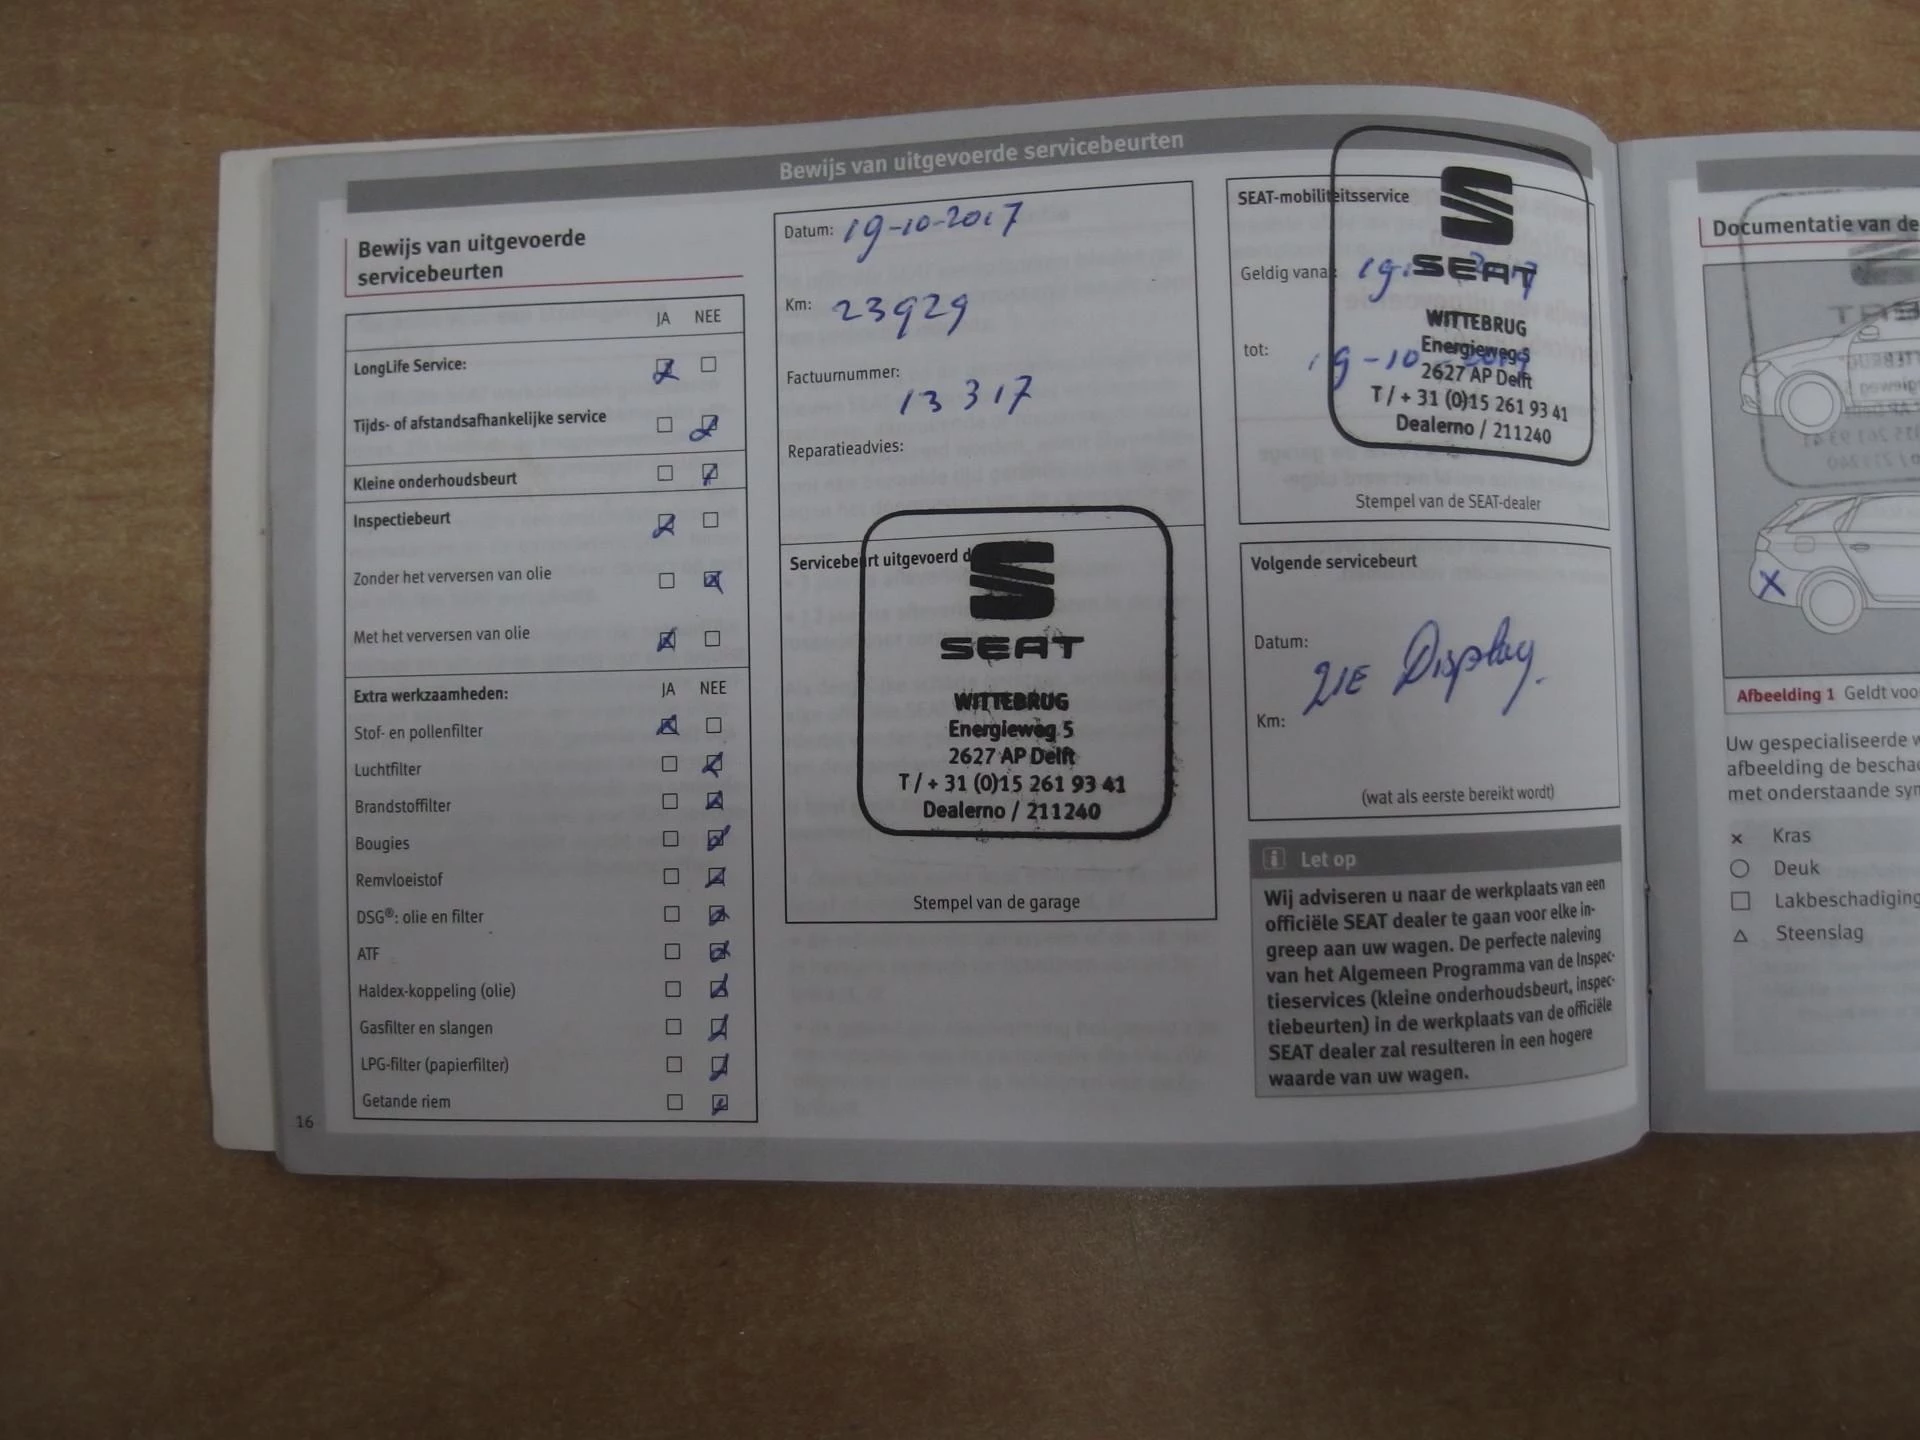 Bewijs van uitgevoerde servicebeurten
Bewijs van uitgevoerde
servicebeurten
JA NEE
LongLife Service:
Tijds- of afstandsafhankelijke service
Kleine onderhoudsbeurt
Inspectiebeurt
Zonder het verversen van olie
Met het verversen van olie
Extra werkzaamheden: JA NEE
Stof- en pollenfilter
Luchtfilter
Brandstoffilter
Bougies
Remvloeistof
DSG®: olie en filter
ATF
Haldex-koppeling (olie)
Gasfilter en slangen
LPG-filter (papierfilter)
Getande riem
16
Datum: 19-10-2017
Km: 23929
Factuurnummer:
13317
Reparatieadvies:
Servicebeurt uitgevoerd d
SEAT
WITTEBRUG
Energieweg 5
2627 AP Delft
T / + 31 (0)15 261 93 41
Dealerno / 211240
Stempel van de garage
SEAT-mobiliteitsservice
Geldig vana
tot: 19-10-2019
SEAT
WITTEBRUG
Energieweg 5
2627 AP Delft
T / + 31 (0)15 261 93 41
Dealerno / 211240
Stempel van de SEAT-dealer
Volgende servicebeurt
Datum:
ZIE Display.
Km:
(wat als eerste bereikt wordt)
i Let op
Wij adviseren u naar de werkplaats van een
officiële SEAT dealer te gaan voor elke in-
greep aan uw wagen. De perfecte naleving
van het Algemeen Programma van de Inspec-
tieservices (kleine onderhoudsbeurt, inspec-
tiebeurten) in de werkplaats van de officiële
SEAT dealer zal resulteren in een hogere
waarde van uw wagen.
Documentatie van de
Afbeelding 1 Geldt voo
Uw gespecialiseerde w
afbeelding de bescha
met onderstaande sym
Kras
Deuk
Lakbeschadiging
Steenslag